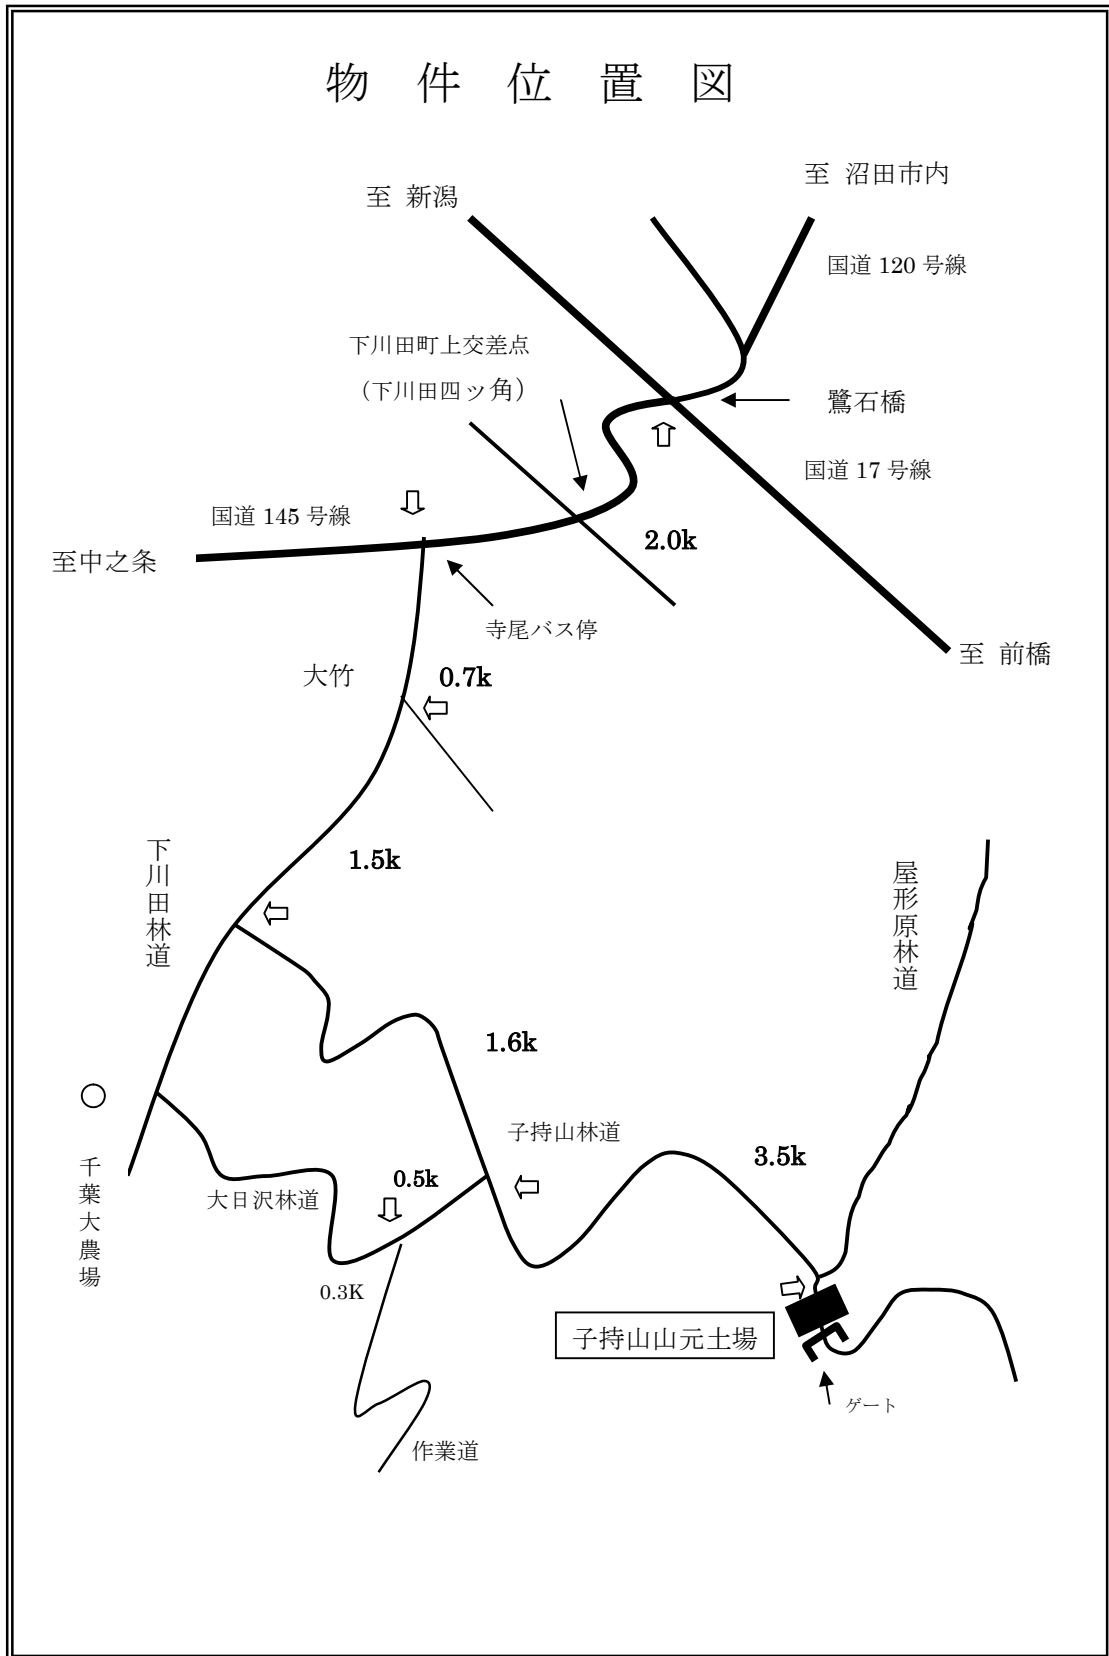 物 件 位 置 図
至 沼田市内
至 新潟
国道 120 号線
下川田町上交差点
（下川田四ッ角）
鷺石橋
国道 17 号線
国道 145 号線
2.0k
至中之条
寺尾バス停
至 前橋
大竹
0.7k
下川田林道
1.5k
屋形原林道
1.6k
子持山林道
3.5k
千葉大農場
0.5k
大日沢林道
0.3K
子持山山元土場
ゲート
作業道